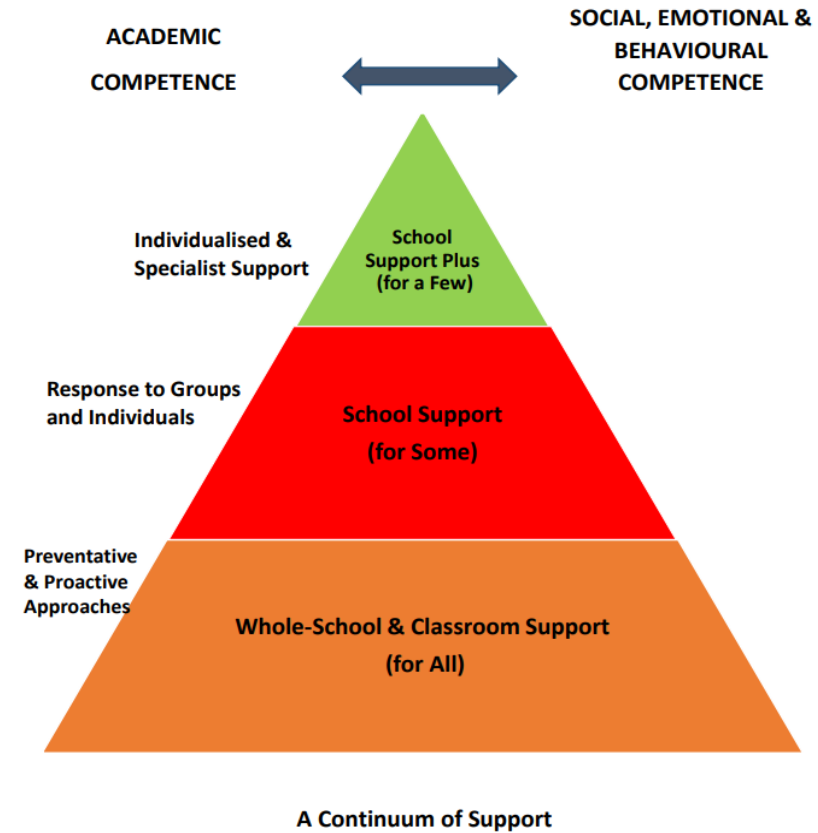 ACADEMIC
COMPETENCE
SOCIAL, EMOTIONAL &
BEHAVIOURAL
COMPETENCE
Individualised &
Specialist Support
School
Support Plus
(for a Few)
Response to Groups
and Individuals
School Support
(for Some)
Preventative
& Proactive
Approaches
Whole-School & Classroom Support
(for All)
A Continuum of Support